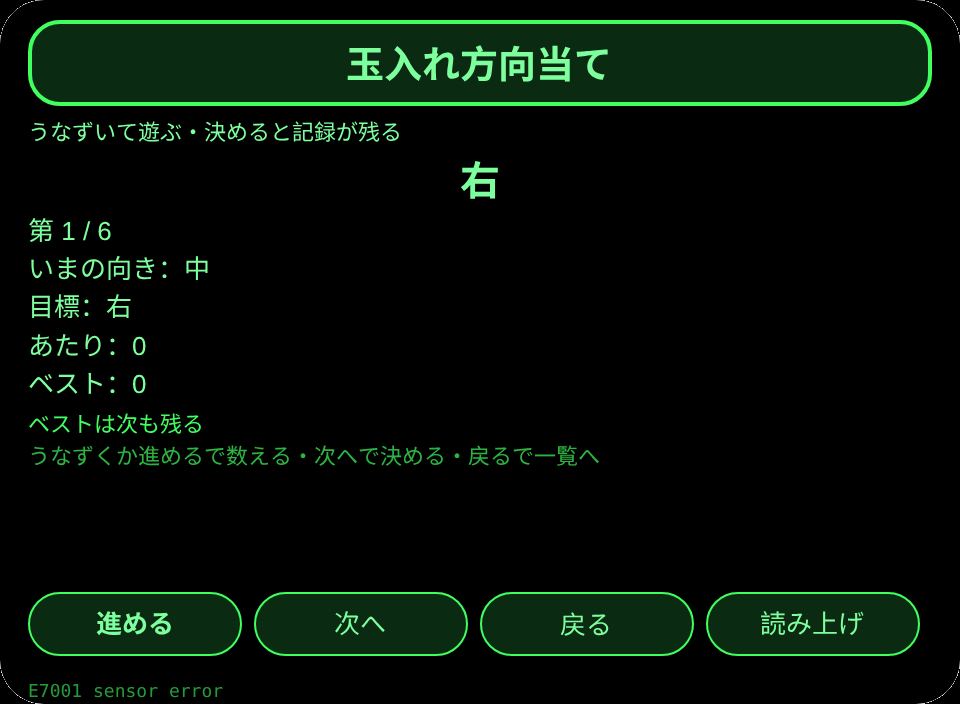 玉入れ方向当て
うなずいて遊ぶ・決めると記録が残る
右
第 1 / 6
いまの向き：中
目標：右
あたり：0
ベスト：0
ベストは次も残る
うなずくか進めるで数える・次へで決める・戻るで一覧へ
進める 次へ 戻る 読み上げ
E7001 sensor error